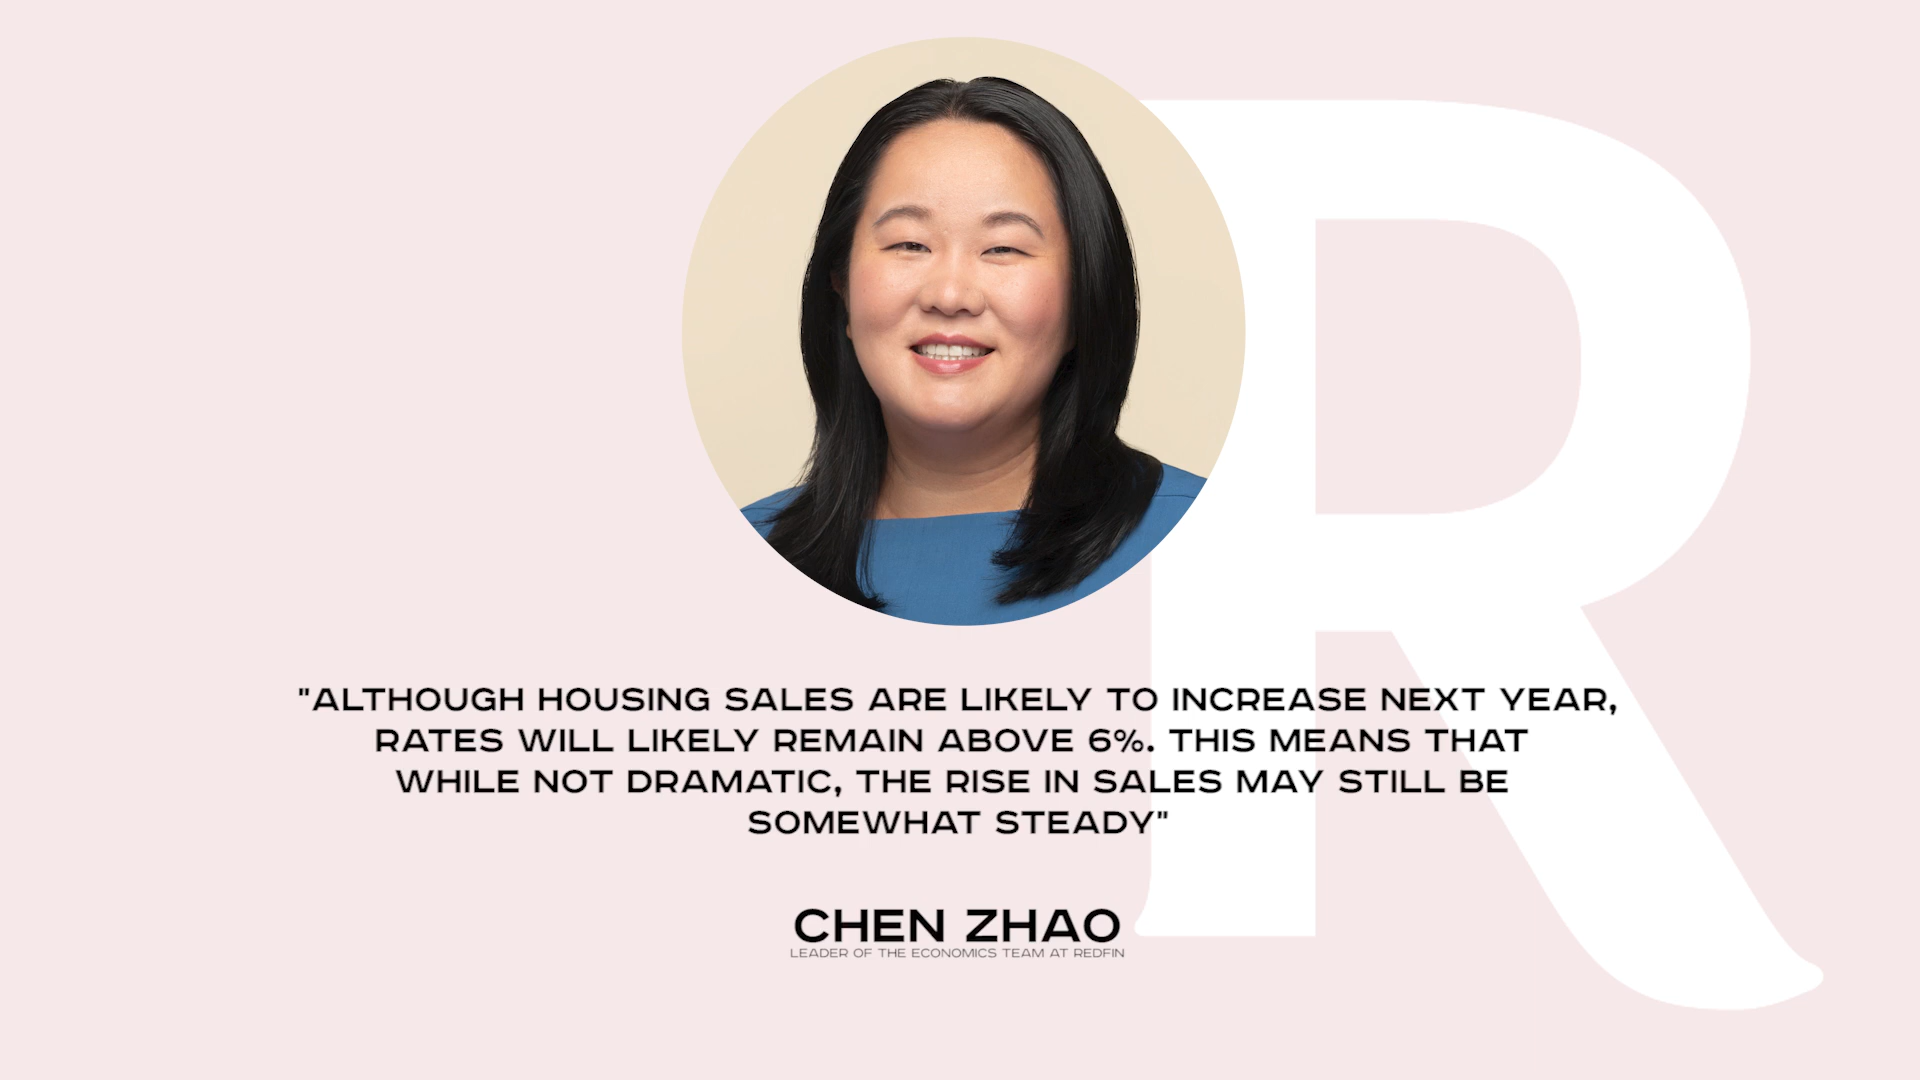 R
"ALTHOUGH HOUSING SALES ARE LIKELY TO INCREASE NEXT YEAR,
RATES WILL LIKELY REMAIN ABOVE 6%. THIS MEANS THAT
WHILE NOT DRAMATIC, THE RISE IN SALES MAY STILL BE
SOMEWHAT STEADY"
CHEN ZHAO
LEADER OF THE ECONOMICS TEAM AT REDFIN